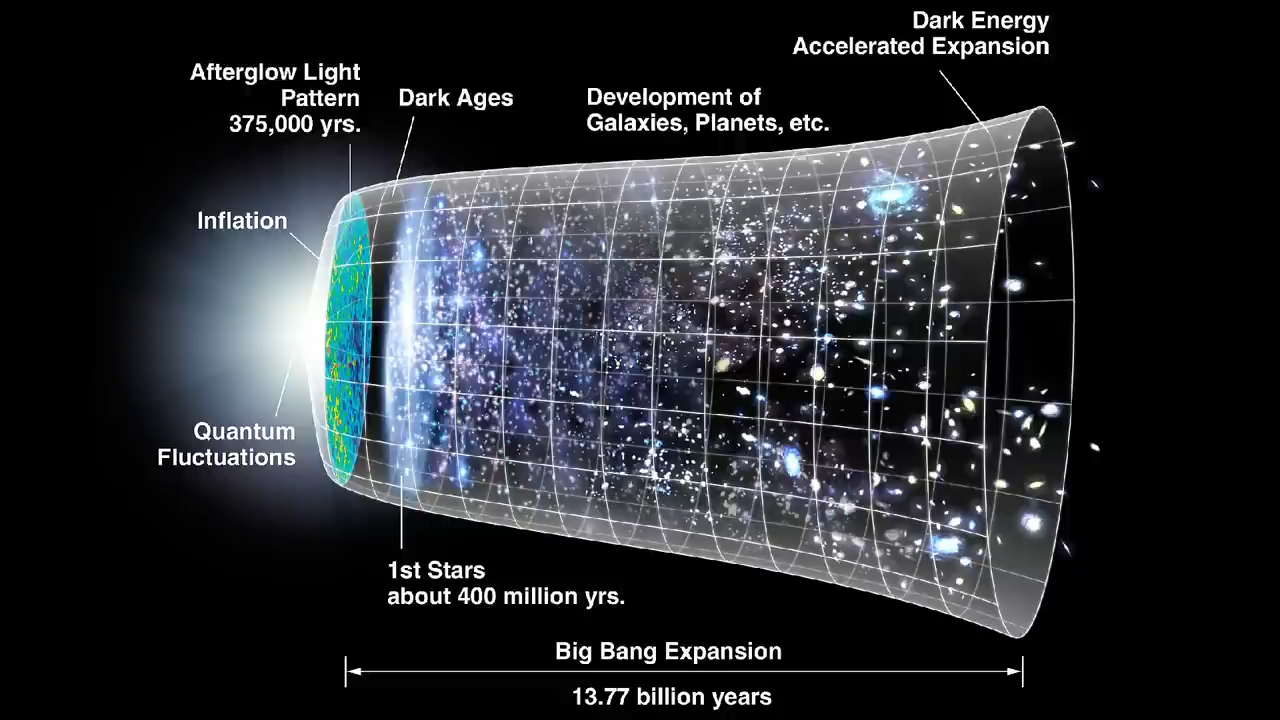 Dark Energy
Accelerated Expansion
Afterglow Light
Pattern
375,000 yrs.
Dark Ages
Development of
Galaxies, Planets, etc.
Inflation
Quantum
Fluctuations
1st Stars
about 400 million yrs.
Big Bang Expansion
13.77 billion years